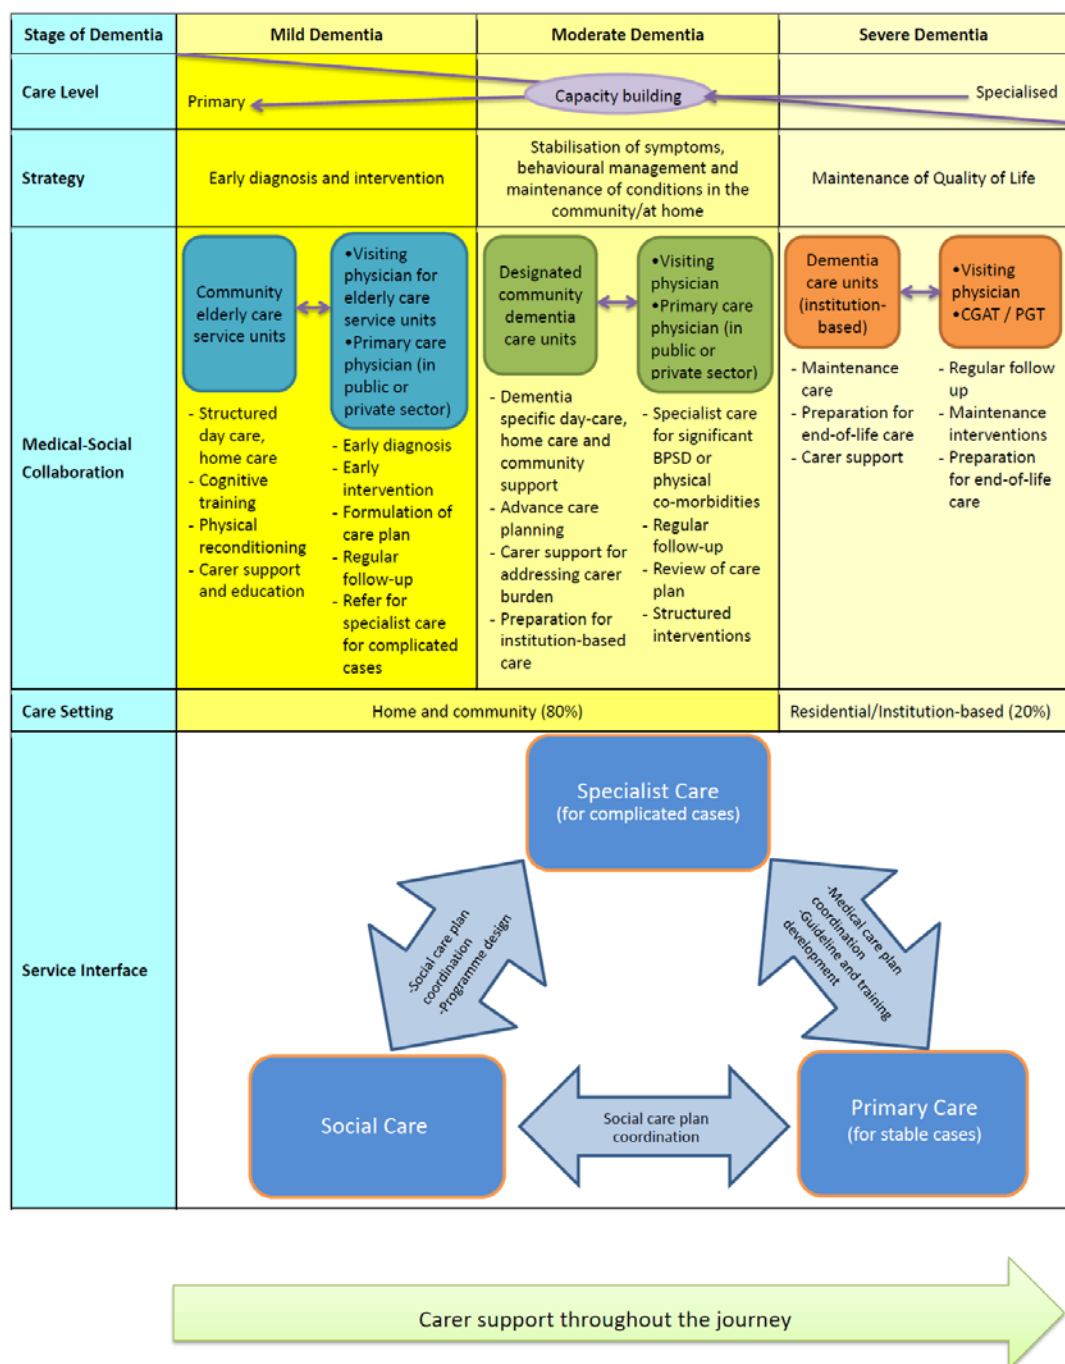 Stage of Dementia
Mild Dementia
Moderate Dementia
Severe Dementia
Care Level
Primary
Capacity building
Specialised
Strategy
Early diagnosis and intervention
Stabilisation of symptoms,
behavioural management and
maintenance of conditions in the
community/at home
Maintenance of Quality of Life
Medical-Social
Collaboration
Community
elderly care
service units
•Visiting
physician for
elderly care
service units
•Primary care
physician (in
public or
private sector)
- Structured
day care,
home care
- Cognitive
training
- Physical
reconditioning
- Carer support
and education
- Early diagnosis
- Early
intervention
- Formulation of
care plan
- Regular
follow-up
- Refer for
specialist care
for complicated
cases
Designated
community
dementia
care units
•Visiting
physician
•Primary care
physician (in
public or
private sector)
- Dementia
specific day-care,
home care and
community
support
- Advance care
planning
- Carer support for
addressing carer
burden
- Preparation for
institution-based
care
- Specialist care
for significant
BPSD or
physical
co-morbidities
- Regular
follow-up
- Review of care
plan
- Structured
interventions
Dementia
care units
(institution-
based)
•Visiting
physician
•CGAT / PGT
- Maintenance
care
- Preparation for
end-of-life care
- Carer support
- Regular follow
up
- Maintenance
interventions
- Preparation
for end-of-life
care
Care Setting
Home and community (80%)
Residential/Institution-based (20%)
Service Interface
Specialist Care
(for complicated cases)
-Social care plan
coordination
-Programme design
-Medical care plan
coordination
-Guideline and training
development
Social Care
Social care plan
coordination
Primary Care
(for stable cases)
Carer support throughout the journey